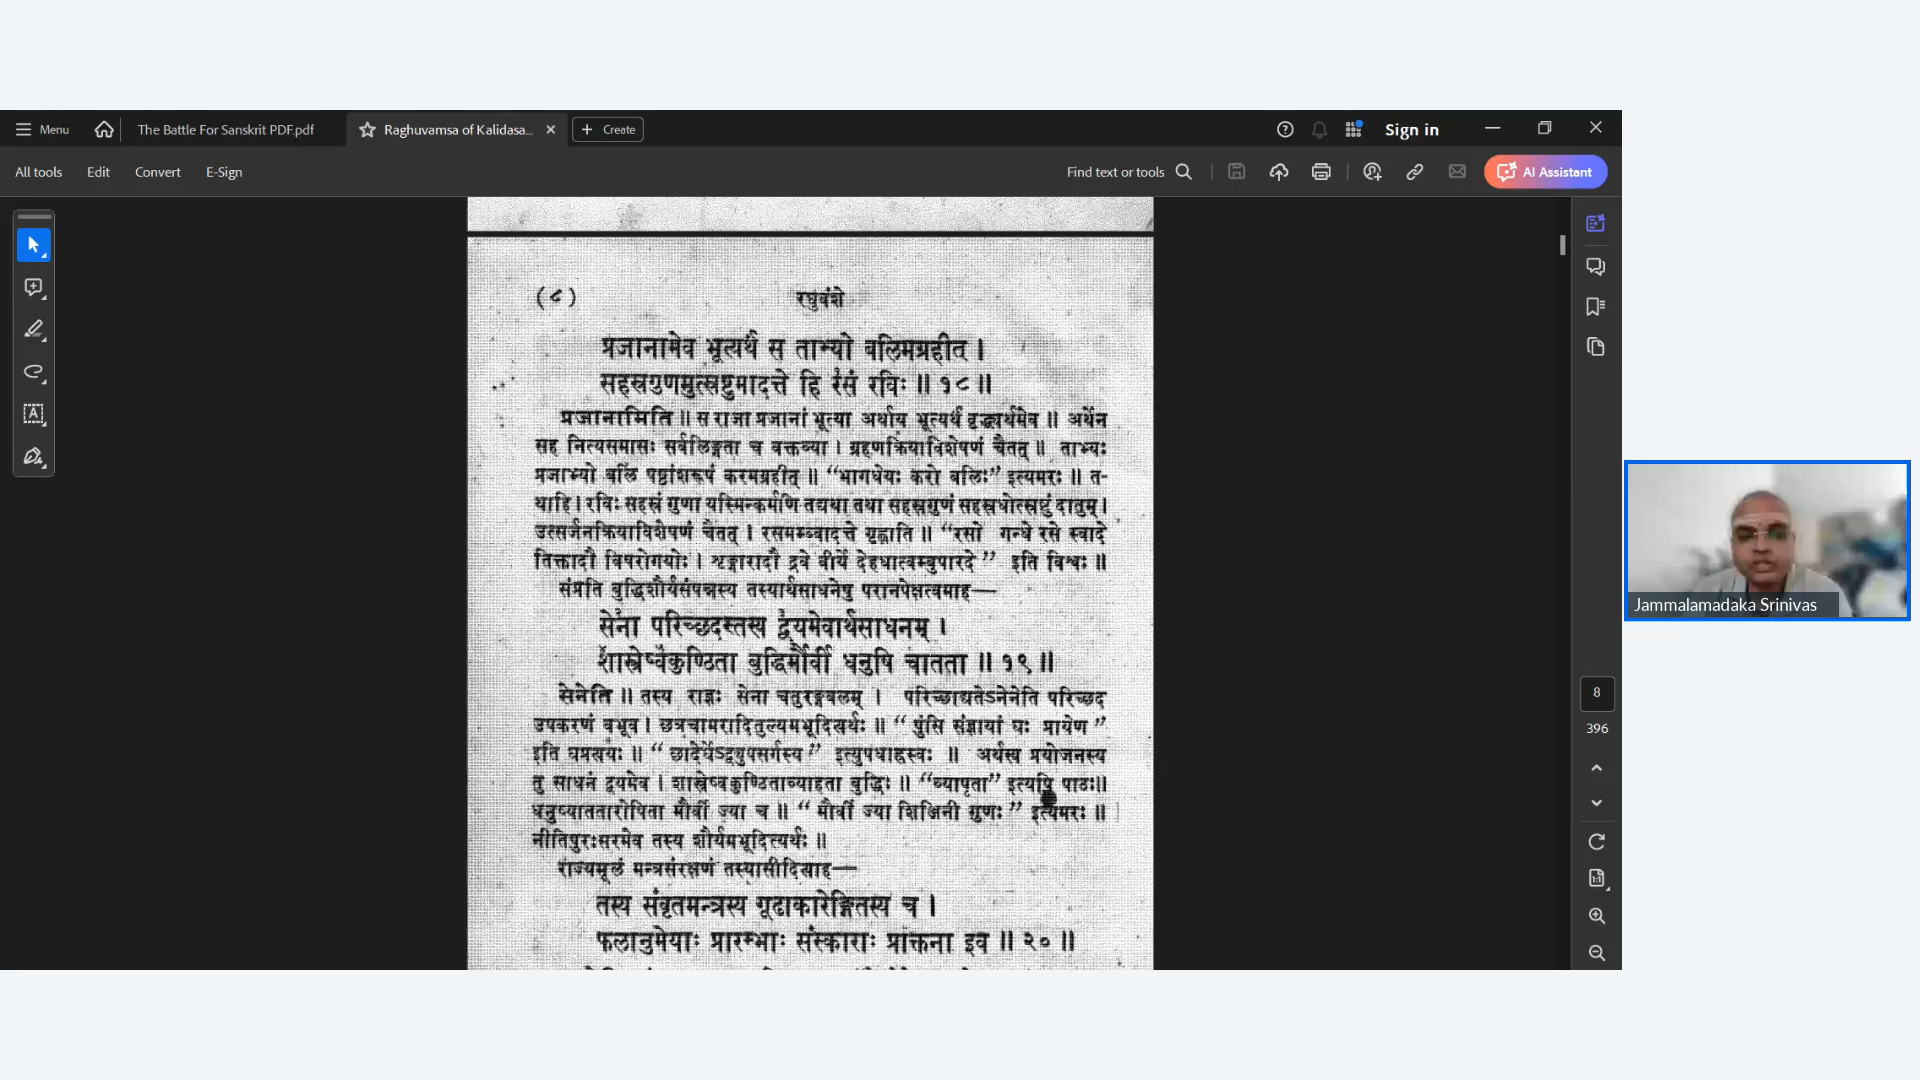 Menu
The Battle For Sanskrit PDF.pdf
Raghuvamsa of Kalidasa...
Create
Sign in
All tools
Edit
Convert
E-Sign
Find text or tools
AI Assistant
(८) रघुवंशे
प्रजानामेव भूत्यर्थं स ताभ्यो बलिमग्रहीत् ।
सहस्रगुणमुत्स्रष्टुमादत्ते हि रसं रविः ॥ १८ ॥
प्रजानामिति ॥ स राजा प्रजानां भूत्या अर्थाय भूत्यर्थं वृद्ध्यर्थमेव ॥ अर्थेन
सह नित्यसमासः सर्वलिङ्गता च वक्तव्या । ग्रहणक्रियाविशेषणं चैतत् ॥ ताभ्यः
प्रजाभ्यो बलिं षष्ठांशरूपं करमग्रहीत् ॥ “भागधेयः करो बलिः” इत्यमरः ॥ त-
थाहि । रविः सहस्रं गुणा यस्मिन्कर्मणि तद्यथा तथा सहस्रगुणं सहस्रधोत्स्रष्टुं दातुम् ।
उत्सर्जनक्रियाविशेषणं चैतत् । रसमम्ब्वादत्ते गृह्णाति ॥ “रसो गन्धे रसे स्वादे
तिक्तादौ विषरोगयोः । शृङ्गारादौ द्रवे वीर्ये देहधात्वम्बुपारदे” इति विश्वः ॥
संप्रति बुद्धिशौर्यसंपन्नस्य तस्यार्थसाधनेषु परानपेक्षत्वमाह—
सेना परिच्छदस्तस्य द्वयमेवार्थसाधनम् ।
शास्त्रेष्वकुण्ठिता बुद्धिर्मौर्वी धनुषि चातता ॥ १९ ॥
सेनेति ॥ तस्य राज्ञः सेना चतुरङ्गबलम् । परिच्छाद्यतेऽनेनेति परिच्छद
उपकरणं बभूव । छत्रचामरादितुल्यमभूदित्यर्थः ॥ “ पुंसि संज्ञायां घः प्रायेण ”
इति घप्रत्ययः ॥ “ छादेर्घेऽद्व्युपसर्गस्य ” इत्युपधाह्रस्वः ॥ अर्थस्य प्रयोजनस्य
तु साधनं द्वयमेव । शास्त्रेष्वकुण्ठिताव्याहता बुद्धिः ॥ “व्यापृता” इत्यपि पाठः॥
धनुष्याततारोपिता मौर्वी ज्या च ॥ “ मौर्वी ज्या शिञ्जिनी गुणः ” इत्यमरः ॥
नीतिपुरःसरमेव तस्य शौर्यमभूदित्यर्थः ॥
राज्यमूलं मन्त्रसंरक्षणं तस्यासीदित्याह—
तस्य संवृतमन्त्रस्य गूढाकारेङ्गितस्य च ।
फलानुमेयाः प्रारम्भाः संस्काराः प्राक्तना इव ॥ २० ॥
8
396
Jammalamadaka Srinivas